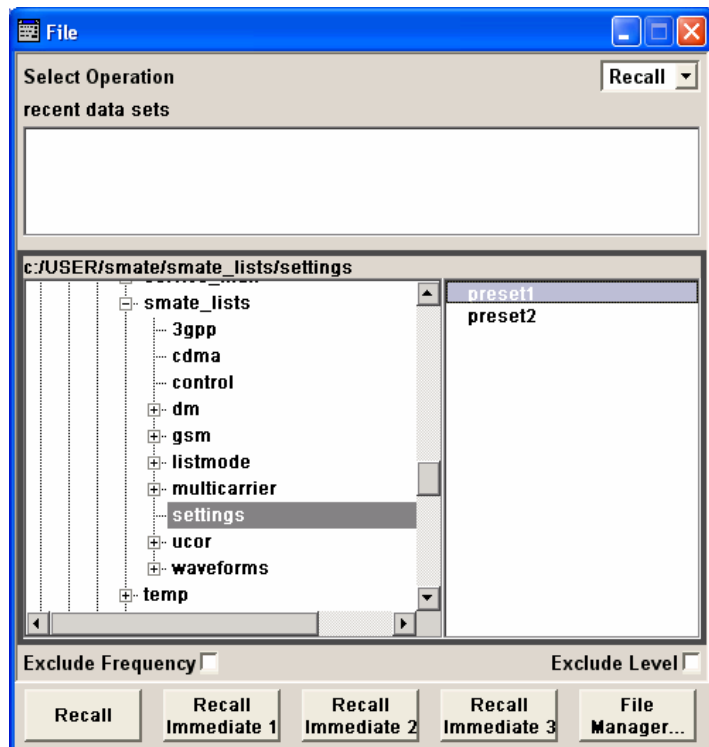 File
Select Operation Recall
recent data sets
c:/USER/smate/smate_lists/settings
smate_lists
3gpp
cdma
control
dm
gsm
listmode
multicarrier
settings
ucor
waveforms
temp
preset1
preset2
Exclude Frequency Exclude Level
Recall
Recall Immediate 1
Recall Immediate 2
Recall Immediate 3
File Manager...